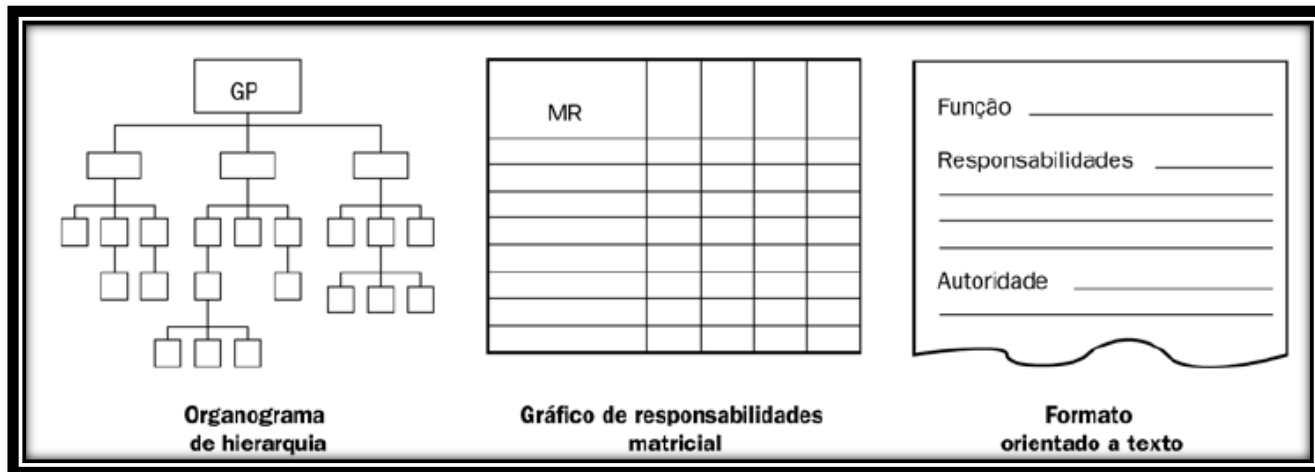 GP
MR
Função
Responsabilidades
Autoridade
Organograma
de hierarquia
Gráfico de responsabilidades
matricial
Formato
orientado a texto